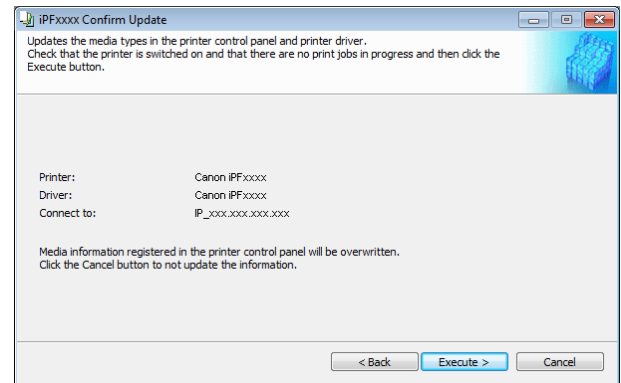 iPFxxxx Confirm Update
Updates the media types in the printer control panel and printer driver.
Check that the printer is switched on and that there are no print jobs in progress and then click the
Execute button.
Printer: Canon iPFxxxx
Driver: Canon iPFxxxx
Connect to: IP_xxx.xxx.xxx.xxx
Media information registered in the printer control panel will be overwritten.
Click the Cancel button to not update the information.
< Back Execute > Cancel